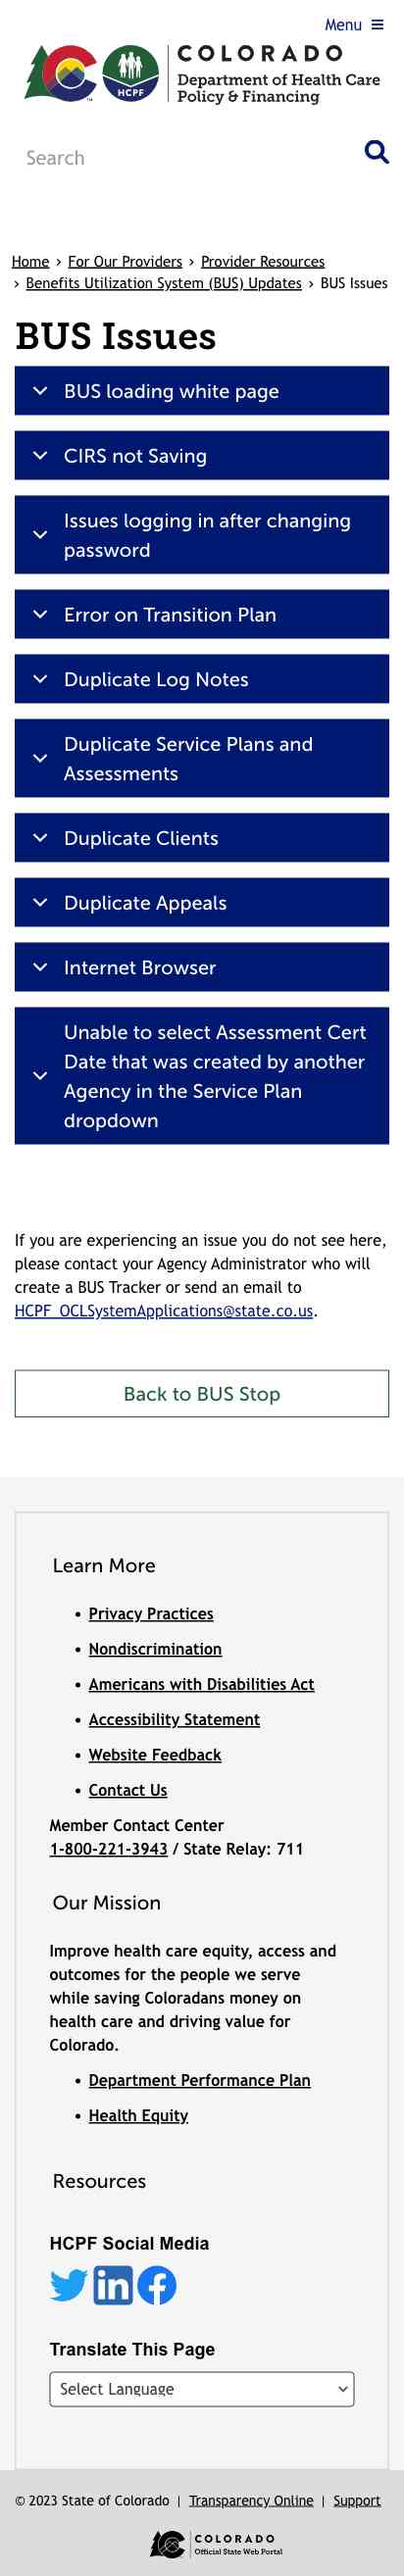 Menu
COLORADO
Department of Health Care
Policy & Financing
HCPF
TM
Search
Home › For Our Providers › Provider Resources
› Benefits Utilization System (BUS) Updates › BUS Issues
BUS Issues
BUS loading white page
CIRS not Saving
Issues logging in after changing
password
Error on Transition Plan
Duplicate Log Notes
Duplicate Service Plans and
Assessments
Duplicate Clients
Duplicate Appeals
Internet Browser
Unable to select Assessment Cert
Date that was created by another
Agency in the Service Plan
dropdown
If you are experiencing an issue you do not see here,
please contact your Agency Administrator who will
create a BUS Tracker or send an email to
HCPF_OCLSystemApplications@state.co.us.
Back to BUS Stop
Learn More
• Privacy Practices
• Nondiscrimination
• Americans with Disabilities Act
• Accessibility Statement
• Website Feedback
• Contact Us
Member Contact Center
1-800-221-3943 / State Relay: 711
Our Mission
Improve health care equity, access and
outcomes for the people we serve
while saving Coloradans money on
health care and driving value for
Colorado.
• Department Performance Plan
• Health Equity
Resources
HCPF Social Media
in
Translate This Page
Select Language
© 2023 State of Colorado | Transparency Online | Support
COLORADO
Official State Web Portal